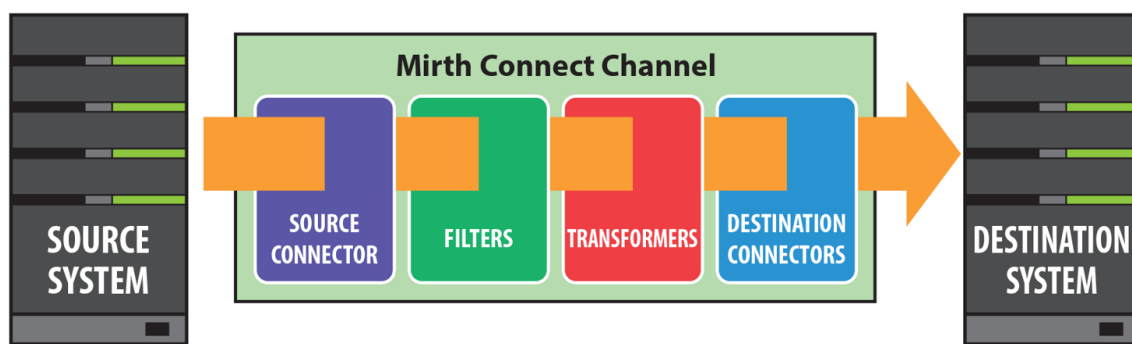 Mirth Connect Channel
SOURCE
SYSTEM
SOURCE
CONNECTOR
FILTERS
TRANSFORMERS
DESTINATION
CONNECTORS
DESTINATION
SYSTEM